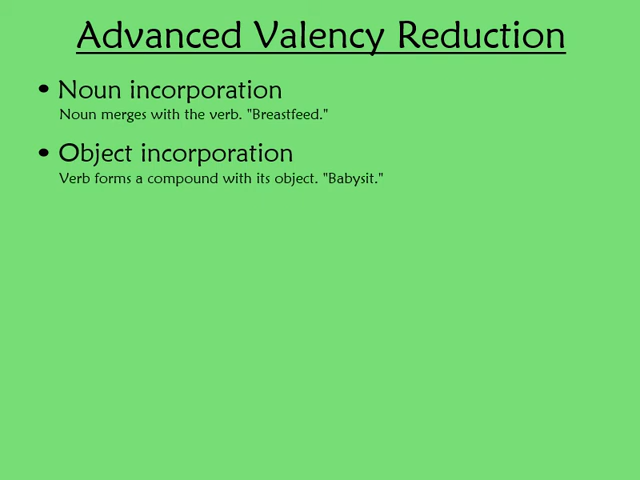 Advanced Valency Reduction
• Noun incorporation
Noun merges with the verb. "Breastfeed."
• Object incorporation
Verb forms a compound with its object. "Babysit."